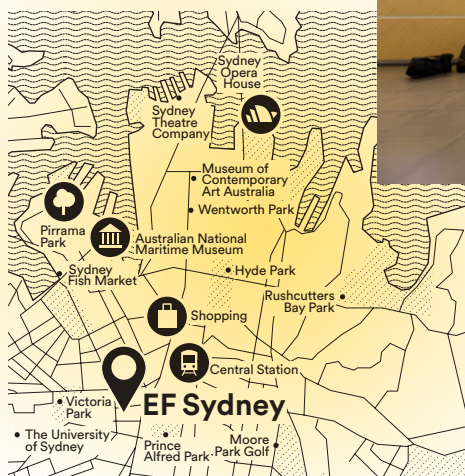 Sydney
Opera
House
Sydney
Theatre
Company
Museum of
Contemporary
Art Australia
Wentworth Park
Pirrama
Park
Australian National
Maritime Museum
Sydney
Fish Market
Hyde Park
Rushcutters
Bay Park
Shopping
Central Station
EF Sydney
Victoria
Park
The University
of Sydney
Prince
Alfred Park
Moore
Park Golf